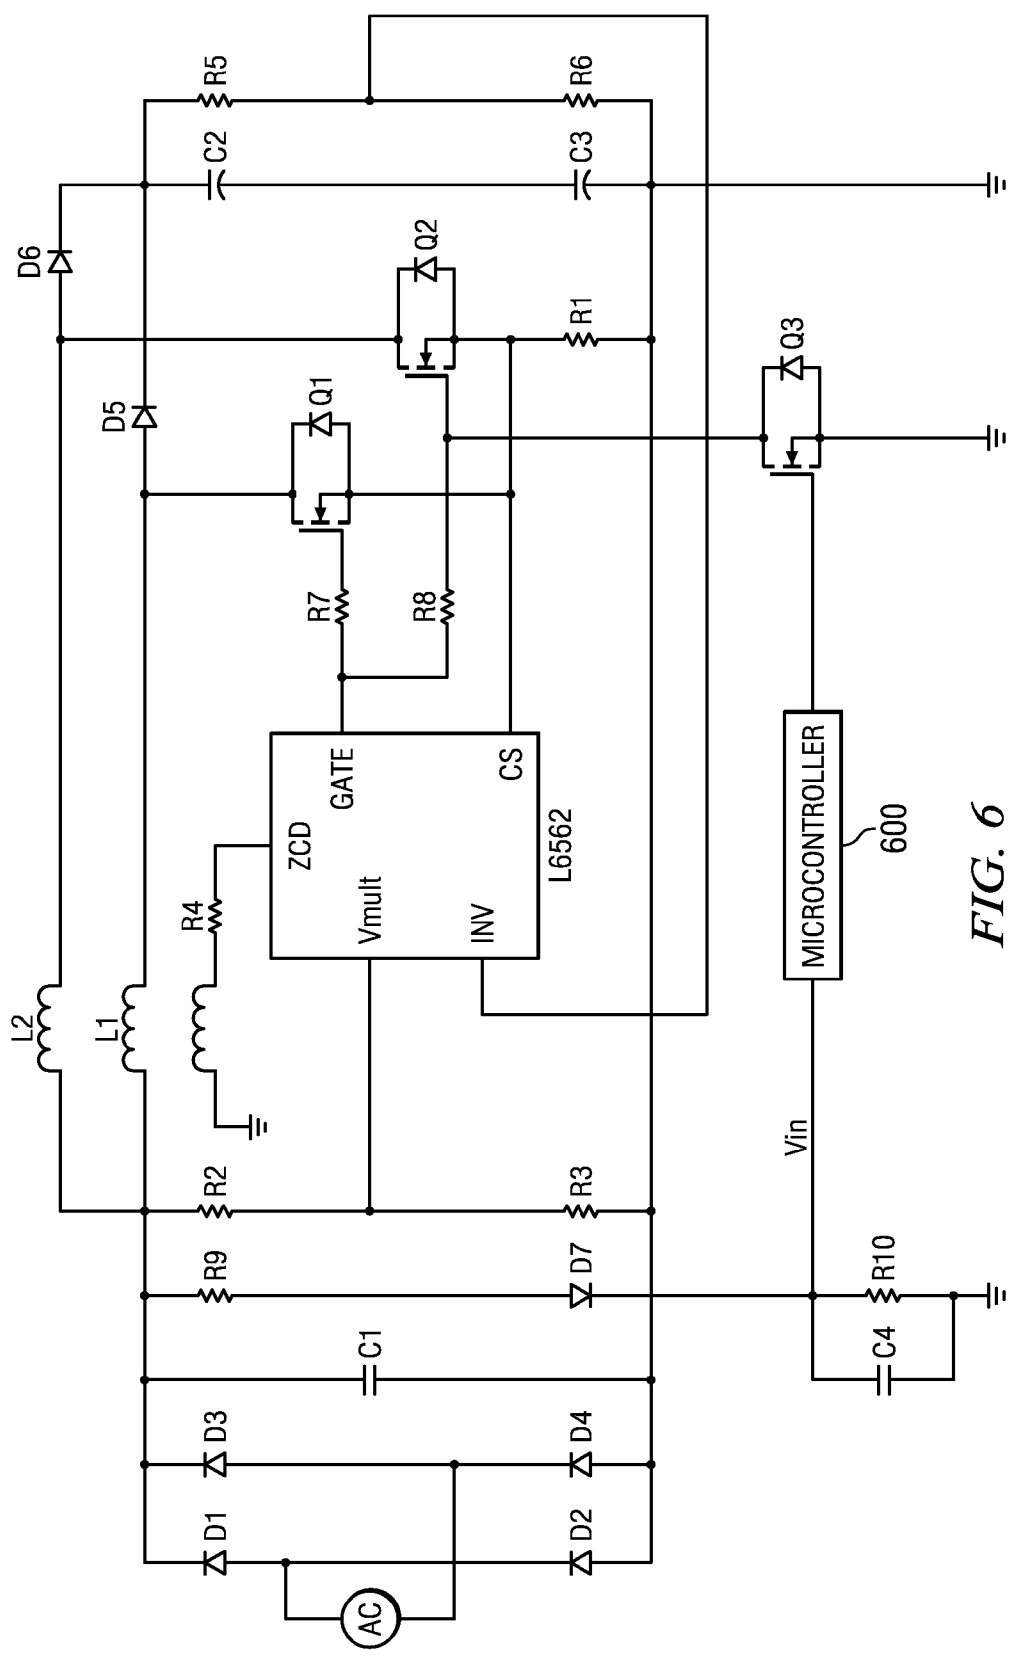 L2
D6
L1
D5
R4
ZCD
GATE
Vmult
INV
CS
L6562
R7
R8
Q1
Q2
R1
C2
C3
R5
R6
R2
R3
R9
D7
C1
D3
D4
D1
D2
AC
Vin
MICROCONTROLLER
600
Q3
R10
C4
FIG. 6